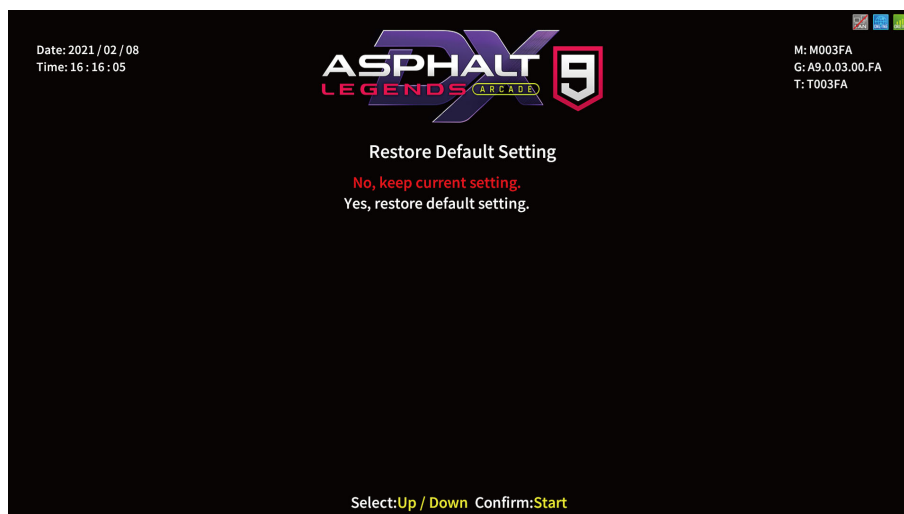 Date: 2021 / 02 / 08
Time: 16 : 16 : 05
DX
ASPHALT 9
LEGENDS ARCADE
M: M003FA
G: A9.0.03.00.FA
T: T003FA
Restore Default Setting
No, keep current setting.
Yes, restore default setting.
Select:Up / Down Confirm:Start